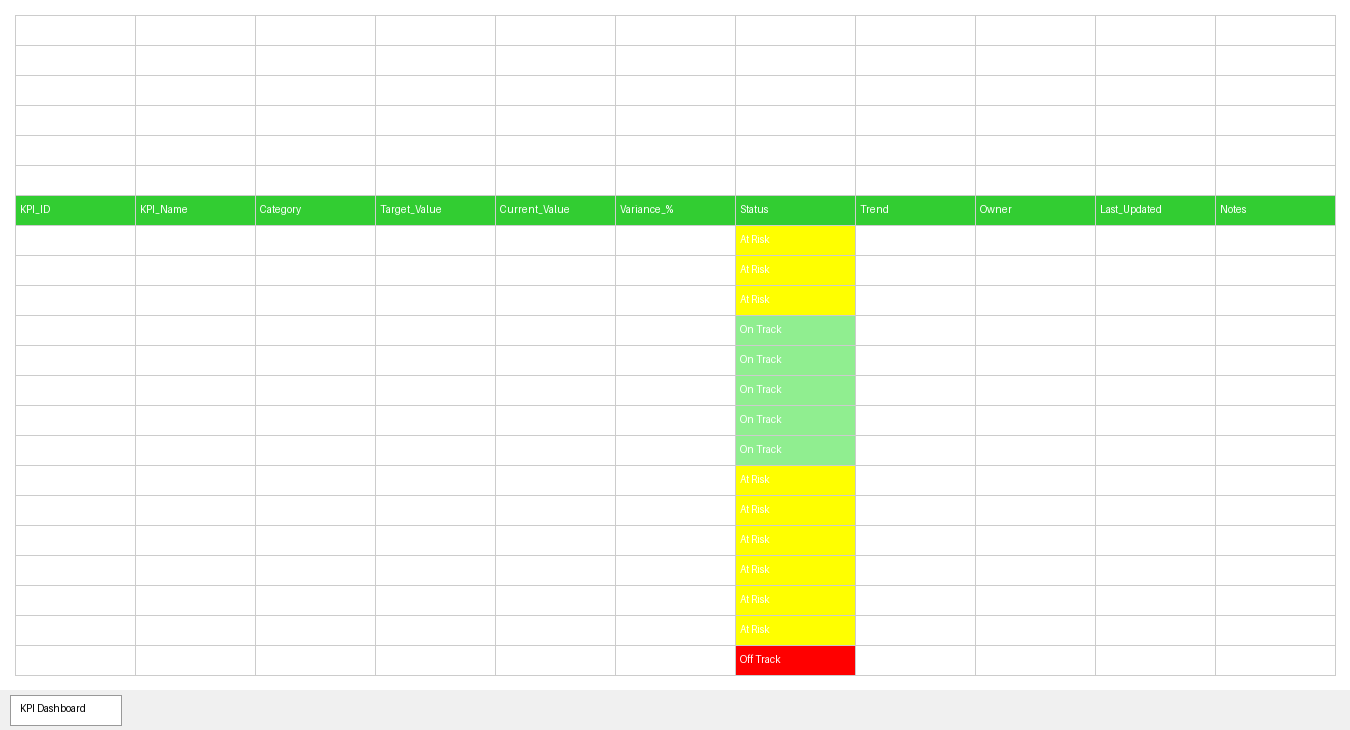 KPI_ID KPI_Name Category Target_Value Current_Value Variance_% Status Trend Owner Last_Updated Notes
At Risk
At Risk
At Risk
On Track
On Track
On Track
On Track
On Track
At Risk
At Risk
At Risk
At Risk
At Risk
At Risk
Off Track
KPI Dashboard